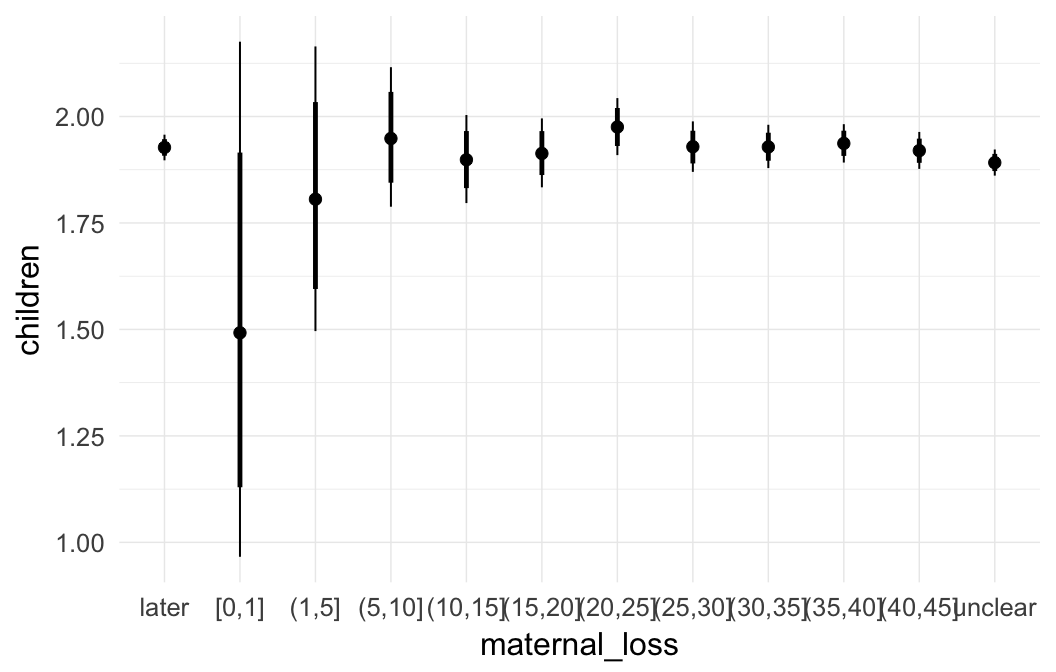 2.00
1.75
1.50
1.25
1.00
children
later [0,1] (1,5] (5,10] (10,15] (15,20] (20,25] (25,30] (30,35] (35,40] (40,45] unclear
maternal_loss